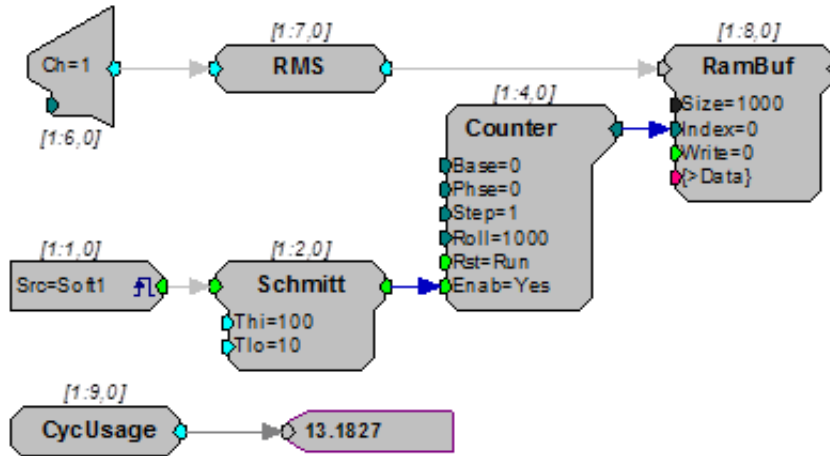 [1:7,0]
[1:8,0]
Ch=1
RMS
RamBuf
[1:6,0]
[1:4,0]
Size=1000
Counter
Index=0
Write=0
Base=0
{>Data}
Phse=0
Step=1
[1:1,0]
[1:2,0]
Roll=1000
Rst=Run
Src=Soft1
Schmitt
Enab=Yes
Thi=100
Tlo=10
[1:9,0]
CycUsage
13.1827